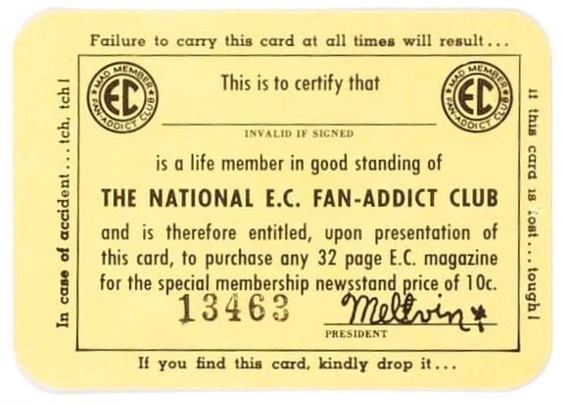 Failure to carry this card at all times will result...
MAD MEMBER
EC
FAN-ADDICT CLUB
This is to certify that
MAD MEMBER
EC
FAN-ADDICT CLUB
INVALID IF SIGNED
is a life member in good standing of
THE NATIONAL E.C. FAN-ADDICT CLUB
and is therefore entitled, upon presentation of
this card, to purchase any 32 page E.C. magazine
for the special membership newsstand price of 10c.
13463
Meltvin
PRESIDENT
In case of accident...tch, tch!
If this card is lost...tough!
If you find this card, kindly drop it...